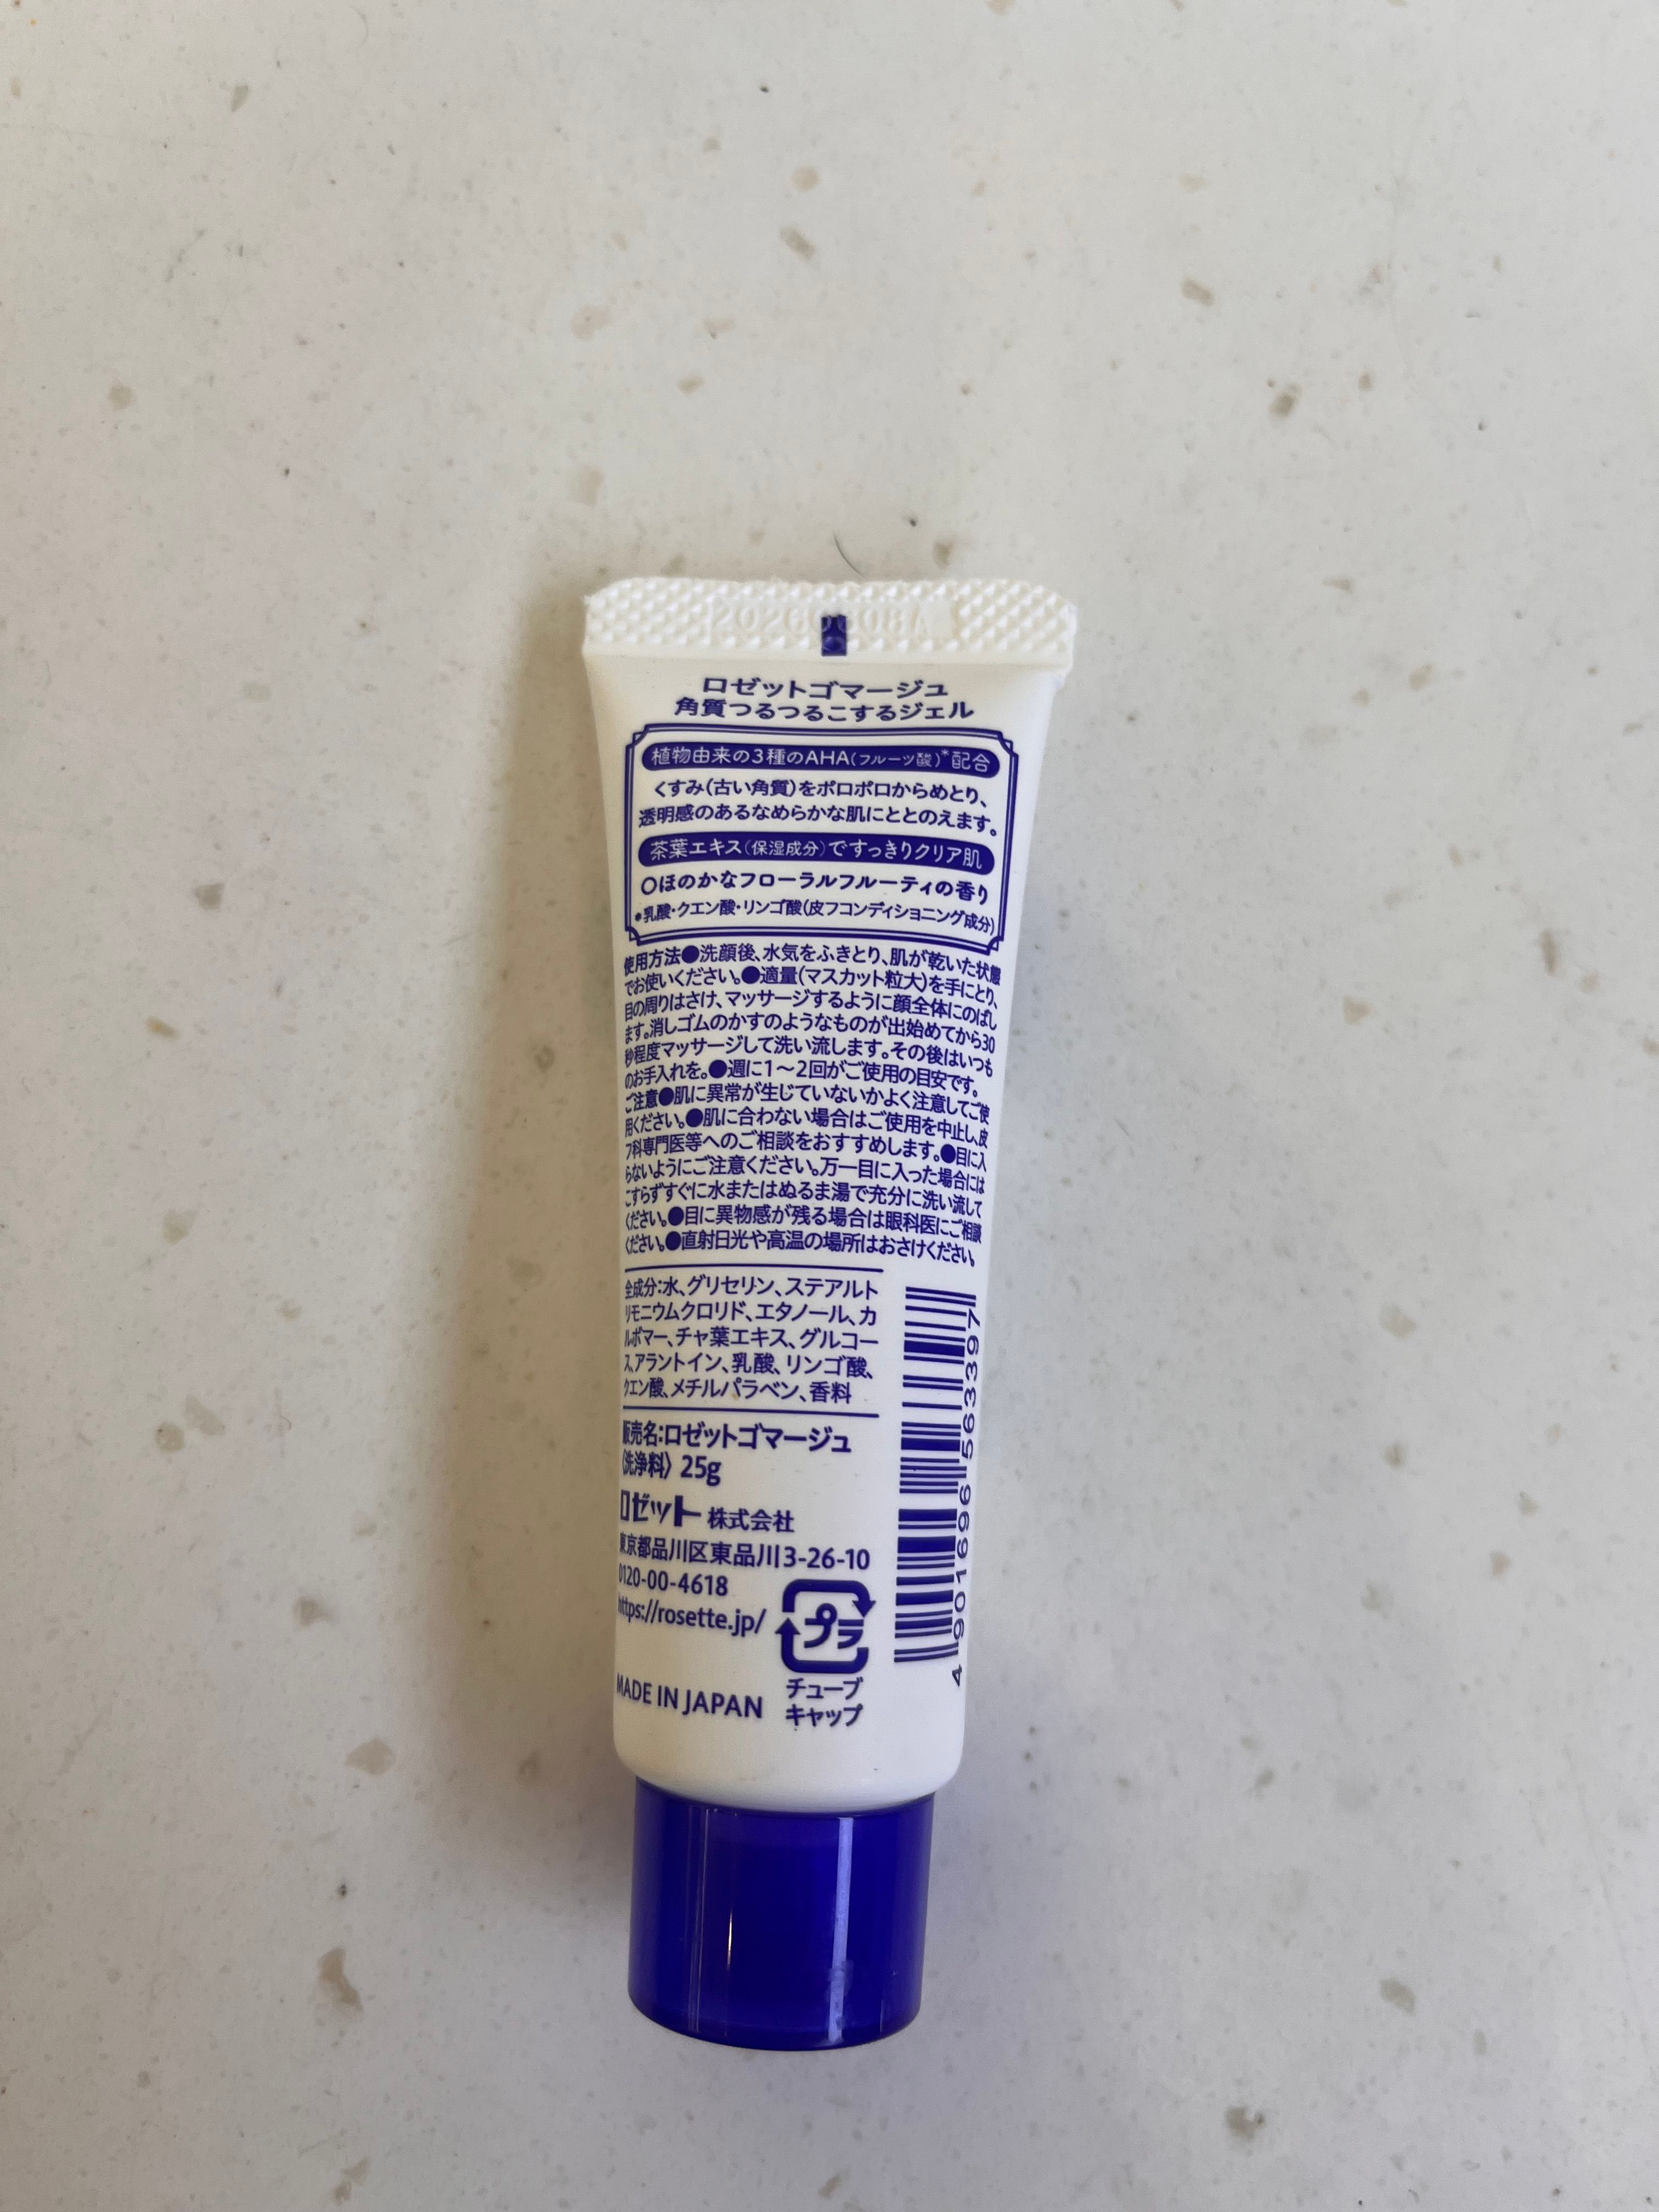 ロゼットゴマージュ
角質つるつるこするジェル
植物由来の3種のAHA(フルーツ酸)*配合
くすみ(古い角質)をポロポロからめとり、
透明感のあるなめらかな肌にととのえます。
茶葉エキス(保湿成分)ですっきりクリア肌
○ほのかなフローラルフルーティの香り
*乳酸・クエン酸・リンゴ酸(皮フコンディショニング成分)
使用方法●洗顔後、水気をふきとり、肌が乾いた状態
でお使いください。●適量(マスカット粒大)を手にとり、
目の周りはさけ、マッサージするように顔全体にのばし
ます。消しゴムのかすのようなものが出始めてから30
秒程度マッサージして洗い流します。その後はいつも
のお手入れを。●週に1〜2回がご使用の目安です。
ご注意●肌に異常が生じていないかよく注意してご使
用ください。●肌に合わない場合はご使用を中止し、皮
フ科専門医等へのご相談をおすすめします。●目に入
らないようにご注意ください。万一目に入った場合には
こすらずすぐに水またはぬるま湯で充分に洗い流して
ください。●目に異物感が残る場合は眼科医にご相談
ください。●直射日光や高温の場所はおさけください。
全成分:水、グリセリン、ステアルト
リモニウムクロリド、エタノール、カ
ルボマー、チャ葉エキス、グルコー
ス、アラントイン、乳酸、リンゴ酸、
クエン酸、メチルパラベン、香料
販売名:ロゼットゴマージュ
〈洗浄料〉 25g
ロゼット 株式会社
東京都品川区東品川3-26-10
0120-00-4618
https://rosette.jp/
プラ
チューブ
キャップ
MADE IN JAPAN
4 901696 563397